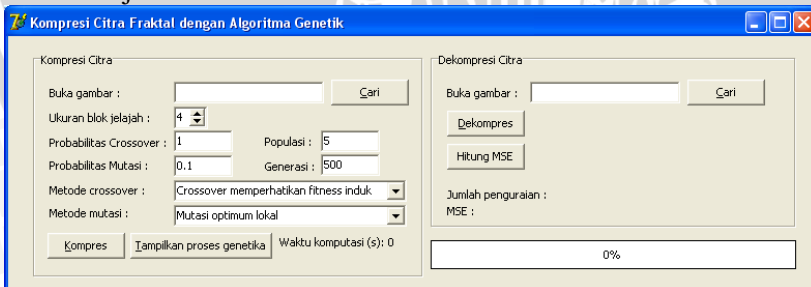 Kompresi Citra Fraktal dengan Algoritma Genetik
Kompresi Citra
Buka gambar :
Cari
Ukuran blok jelajah : 4
Probabilitas Crossover : 1 Populasi : 5
Probabilitas Mutasi : 0.1 Generasi : 500
Metode crossover : Crossover memperhatikan fitness induk
Metode mutasi : Mutasi optimum lokal
Kompres Tampilkan proses genetika Waktu komputasi (s): 0
Dekompresi Citra
Buka gambar : Cari
Dekompres
Hitung MSE
Jumlah penguraian :
MSE :
0%